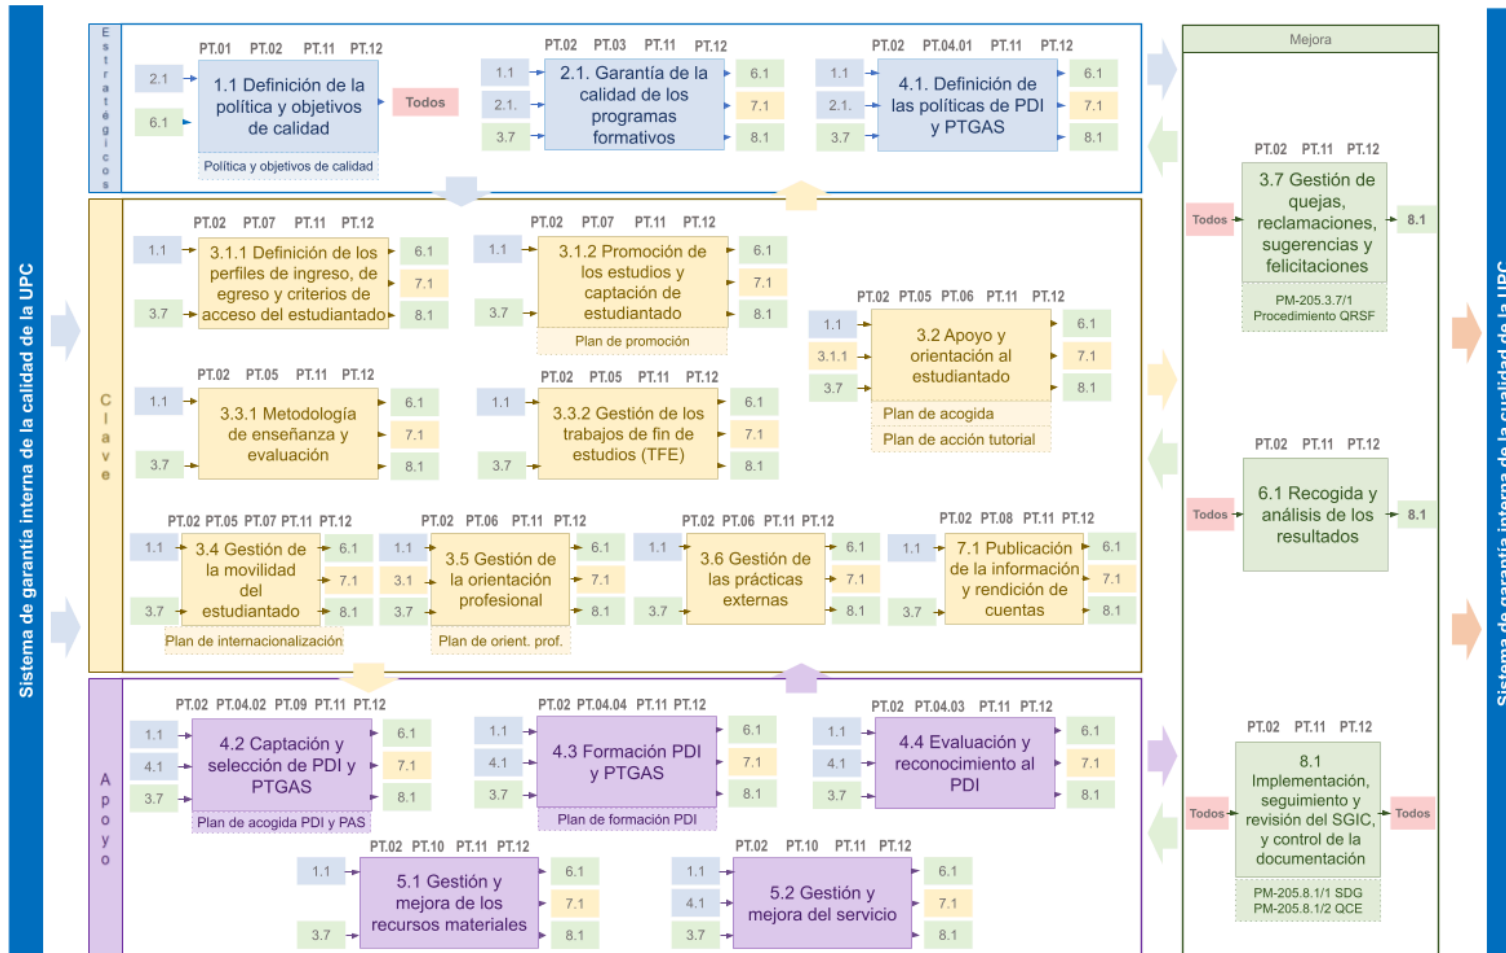 Sistema de garantía interna de la calidad de la UPC
Estratégicos
PT.01 PT.02 PT.11 PT.12
2.1
6.1
1.1 Definición de la
política y objetivos
de calidad
Todos
Política y objetivos de calidad
PT.02 PT.03 PT.11 PT.12
1.1
2.1.
3.7
2.1. Garantía de la
calidad de los
programas
formativos
6.1
7.1
8.1
PT.02 PT.04.01 PT.11 PT.12
1.1
2.1.
3.7
4.1. Definición de
las políticas de PDI
y PTGAS
6.1
7.1
8.1
Clave
PT.02 PT.07 PT.11 PT.12
1.1
3.7
3.1.1 Definición de los
perfiles de ingreso, de
egreso y criterios de
acceso del estudiantado
6.1
7.1
8.1
PT.02 PT.07 PT.11 PT.12
1.1
3.7
3.1.2 Promoción de
los estudios y
captación de
estudiantado
6.1
7.1
8.1
Plan de promoción
PT.02 PT.05 PT.06 PT.11 PT.12
1.1
3.1.1
3.7
3.2 Apoyo y
orientación al
estudiantado
6.1
7.1
8.1
Plan de acogida
Plan de acción tutorial
PT.02 PT.05 PT.11 PT.12
1.1
3.7
3.3.1 Metodología
de enseñanza y
evaluación
6.1
7.1
8.1
PT.02 PT.05 PT.11 PT.12
1.1
3.7
3.3.2 Gestión de los
trabajos de fin de
estudios (TFE)
6.1
7.1
8.1
PT.02 PT.05 PT.07 PT.11 PT.12
1.1
3.7
3.4 Gestión de
la movilidad
del
estudiantado
6.1
7.1
8.1
Plan de internacionalización
PT.02 PT.06 PT.11 PT.12
1.1
3.1
3.7
3.5 Gestión de
la orientación
profesional
6.1
7.1
8.1
Plan de orient. prof.
PT.02 PT.06 PT.11 PT.12
1.1
3.7
3.6 Gestión de
las prácticas
externas
6.1
7.1
8.1
PT.02 PT.08 PT.11 PT.12
1.1
3.7
7.1 Publicación
de la información
y rendición de
cuentas
6.1
7.1
8.1
Apoyo
PT.02 PT.04.02 PT.09 PT.11 PT.12
1.1
4.1
3.7
4.2 Captación y
selección de PDI y
PTGAS
6.1
7.1
8.1
Plan de acogida PDI y PAS
PT.02 PT.04.04 PT.11 PT.12
1.1
4.1
3.7
4.3 Formación PDI
y PTGAS
6.1
7.1
8.1
Plan de formación PDI
PT.02 PT.04.03 PT.11 PT.12
1.1
4.1
3.7
4.4 Evaluación y
reconocimiento al
PDI
6.1
7.1
8.1
PT.02 PT.10 PT.11 PT.12
1.1
3.7
5.1 Gestión y
mejora de los
recursos materiales
6.1
7.1
8.1
PT.02 PT.10 PT.11 PT.12
1.1
4.1
3.7
5.2 Gestión y
mejora del servicio
6.1
7.1
8.1
Mejora
PT.02 PT.11 PT.12
Todos
3.7 Gestión de
quejas,
reclamaciones,
sugerencias y
felicitaciones
8.1
PM-205.3.7/1
Procedimiento QRSF
PT.02 PT.11 PT.12
Todos
6.1 Recogida y
análisis de los
resultados
8.1
PT.02 PT.11 PT.12
Todos
8.1
Implementación,
seguimiento y
revisión del SGIC,
y control de la
documentación
Todos
PM-205.8.1/1 SDG
PM-205.8.1/2 QCE
Sistema de garantía interna de la cualidad de la UPC